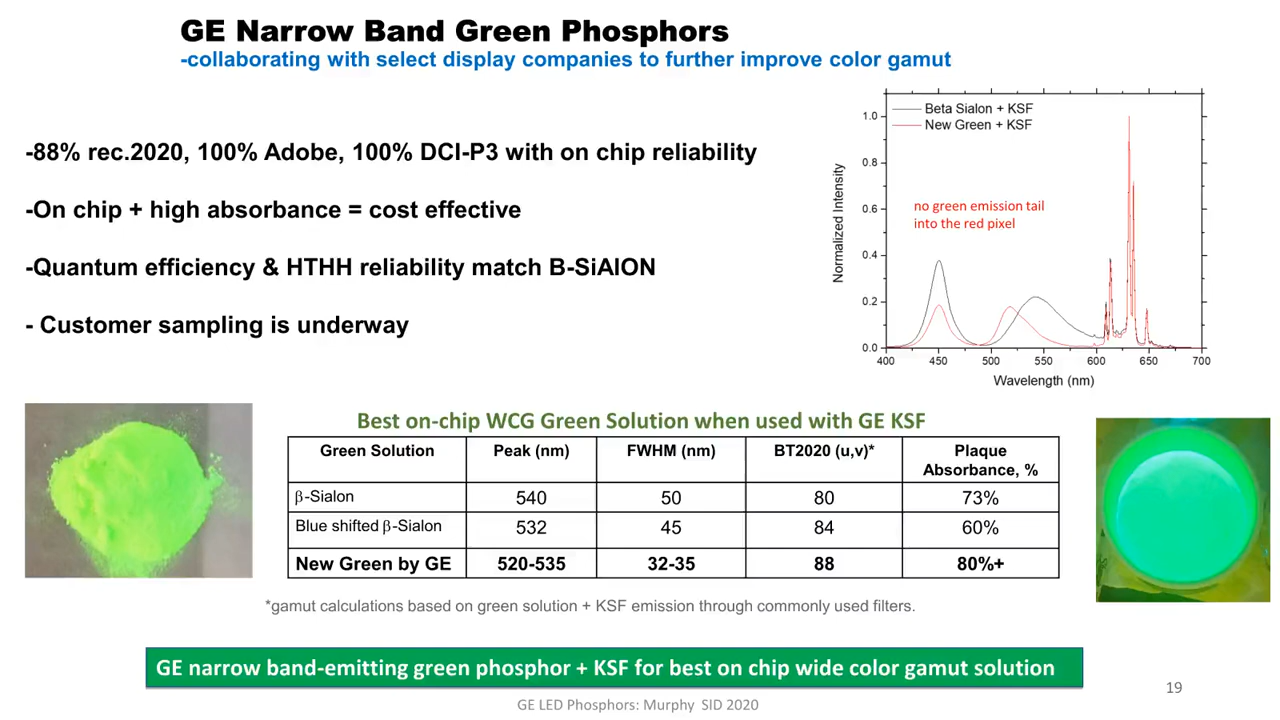 GE Narrow Band Green Phosphors
-collaborating with select display companies to further improve color gamut
-88% rec.2020, 100% Adobe, 100% DCI-P3 with on chip reliability
-On chip + high absorbance = cost effective
-Quantum efficiency & HTHH reliability match B-SiAlON
- Customer sampling is underway
Beta Sialon + KSF
New Green + KSF
no green emission tail
into the red pixel
Normalized Intensity
1.0
0.8
0.6
0.4
0.2
0.0
400 450 500 550 600 650 700
Wavelength (nm)
Best on-chip WCG Green Solution when used with GE KSF
Green Solution Peak (nm) FWHM (nm) BT2020 (u,v)* Plaque
Absorbance, %
β-Sialon 540 50 80 73%
Blue shifted β-Sialon 532 45 84 60%
New Green by GE 520-535 32-35 88 80%+
*gamut calculations based on green solution + KSF emission through commonly used filters.
GE narrow band-emitting green phosphor + KSF for best on chip wide color gamut solution
19
GE LED Phosphors: Murphy SID 2020